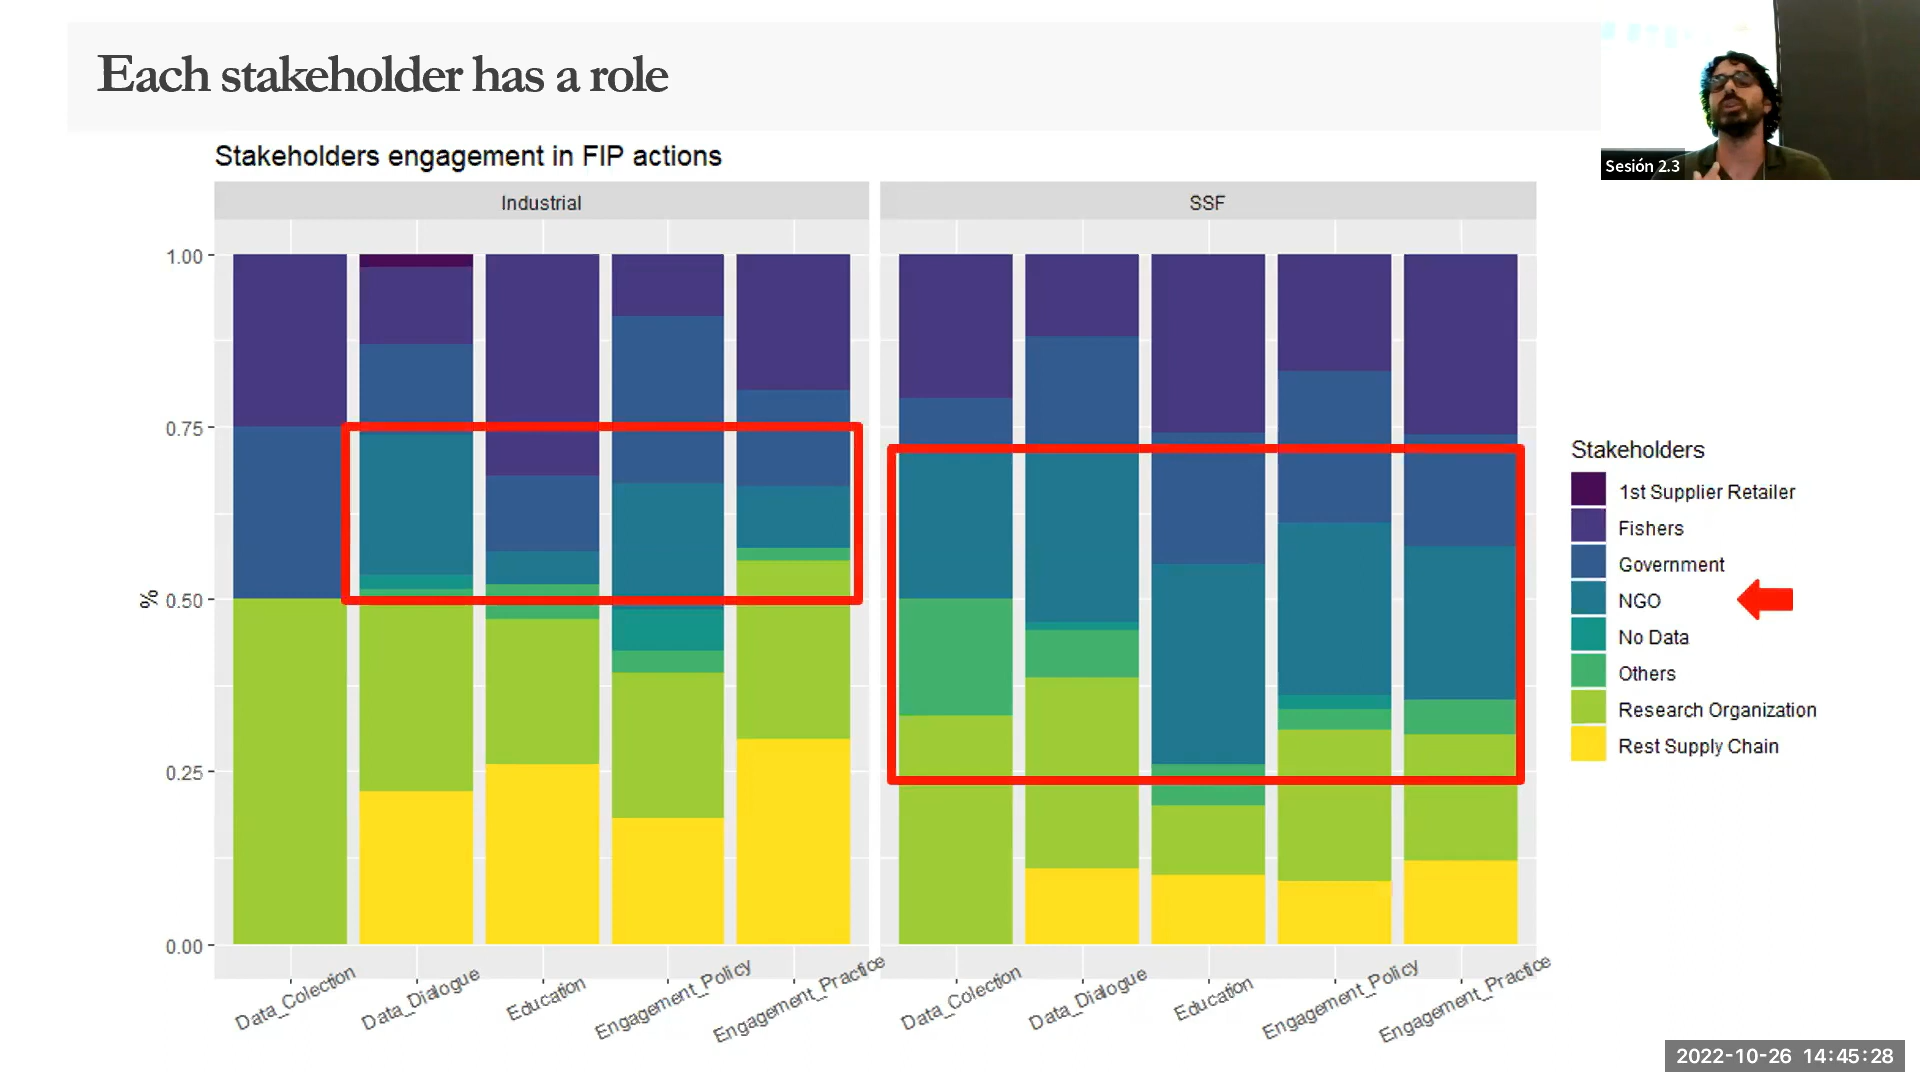 Each stakeholder has a role
Sesión 2.3
Stakeholders engagement in FIP actions
Industrial
SSF
1.00
0.75
0.50
0.25
0.00
%
Data_Colection
Data_Dialogue
Education
Engagement_Policy
Engagement_Practice
Data_Colection
Data_Dialogue
Education
Engagement_Policy
Engagement_Practice
Stakeholders
1st Supplier Retailer
Fishers
Government
NGO
No Data
Others
Research Organization
Rest Supply Chain
2022-10-26 14:45:28